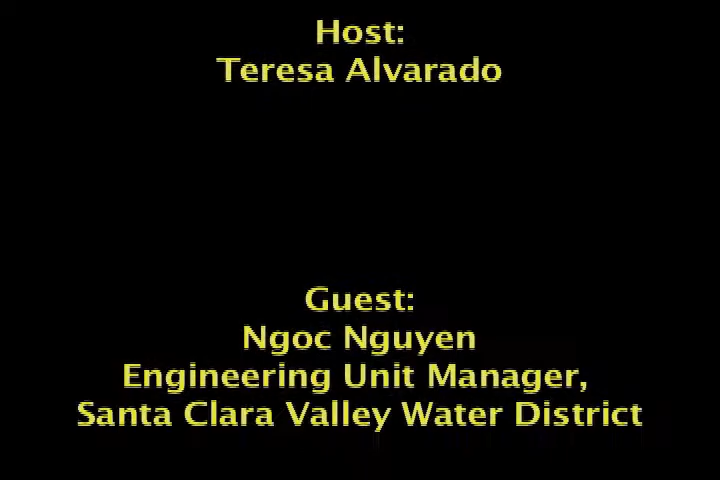 Host:
Teresa Alvarado
Guest:
Ngoc Nguyen
Engineering Unit Manager,
Santa Clara Valley Water District